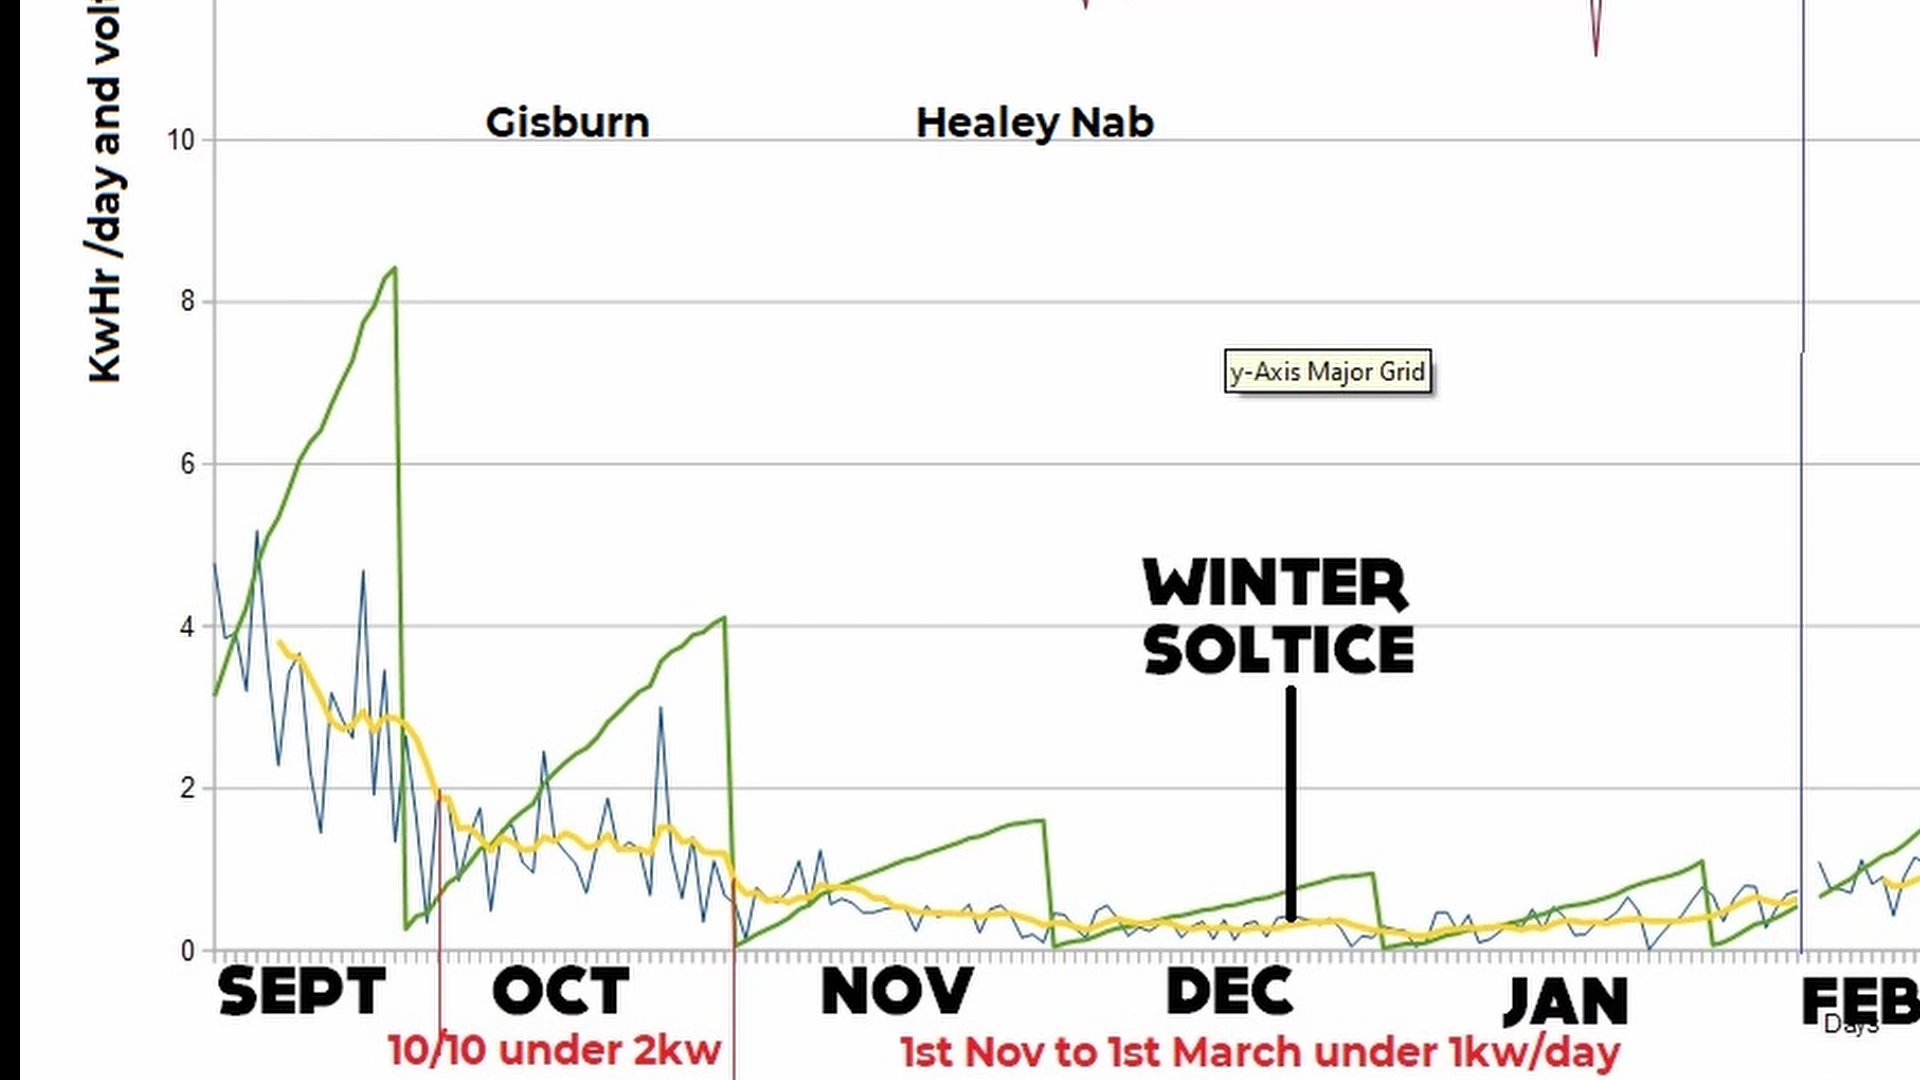 KwHr /day and
Gisburn
Healey Nab
10
8
y-Axis Major Grid
6
WINTER
SOLTICE
4
2
0
SEPT
OCT
NOV
DEC
JAN
FEB
Days
10/10 under 2kw
1st Nov to 1st March under 1kw/day